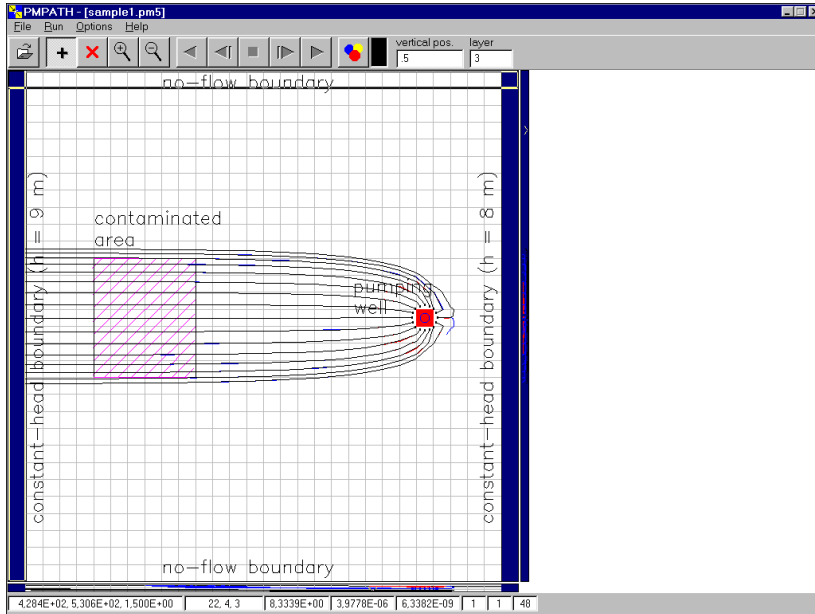 PMPATH - [sample1.pm5]
File Run Options Help
vertical pos. layer
.5 3
no-flow boundary
constant-head boundary (h = 9 m)
contaminated
area
pumping
well
constant-head boundary (h = 8 m)
no-flow boundary
4,284E+02, 5,306E+02, 1,500E+00 22, 4, 3 8,3339E+00 3,9778E-06 6,3382E-09 1 1 48